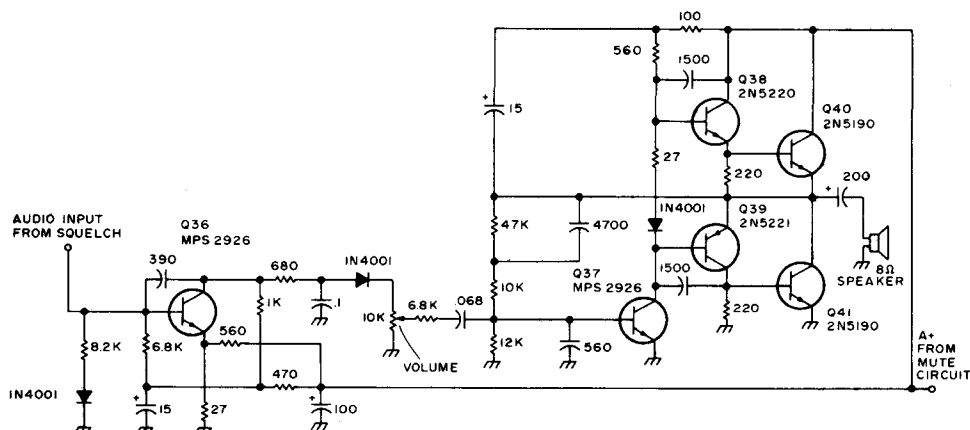 100
560
1500
Q38
2N5220
Q40
2N5190
+
15
27
220
+
200
AUDIO INPUT
FROM SQUELCH
Q36
MPS 2926
47K
4700
1N4001
Q39
2N5221
8Ω
SPEAKER
390
680
1N4001
Q37
MPS 2926
1500
1K
.1
10K
6.8K
.068
10K
220
Q41
2N5190
8.2K
6.8K
560
VOLUME
12K
560
A+
FROM
MUTE
CIRCUIT
1N4001
470
+
15
27
+
100